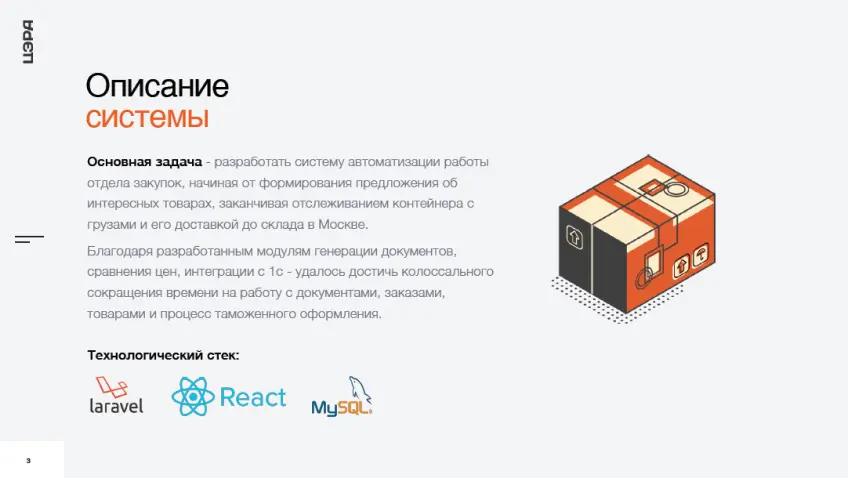 ЦЭРА
Описание
системы
Основная задача - разработать систему автоматизации работы
отдела закупок, начиная от формирования предложения об
интересных товарах, заканчивая отслеживанием контейнера с
грузами и его доставкой до склада в Москве.
Благодаря разработанным модулям генерации документов,
сравнения цен, интеграции с 1с - удалось достичь колоссального
сокращения времени на работу с документами, заказами,
товарами и процесс таможенного оформления.
Технологический стек:
laravel
React
MySQL
3